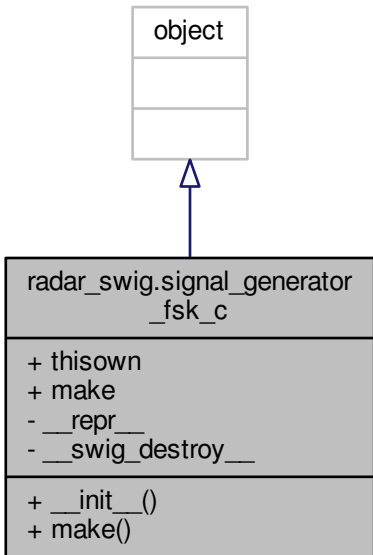 object
radar_swig.signal_generator
_fsk_c
+ thisown
+ make
- __repr__
- __swig_destroy__
+ __init__()
+ make()